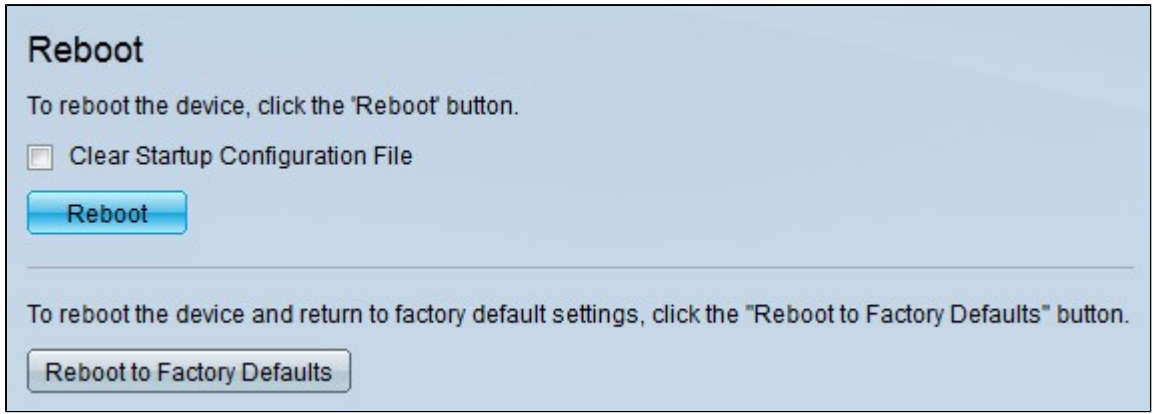 Reboot
To reboot the device, click the 'Reboot' button.
Clear Startup Configuration File
Reboot
To reboot the device and return to factory default settings, click the "Reboot to Factory Defaults" button.
Reboot to Factory Defaults